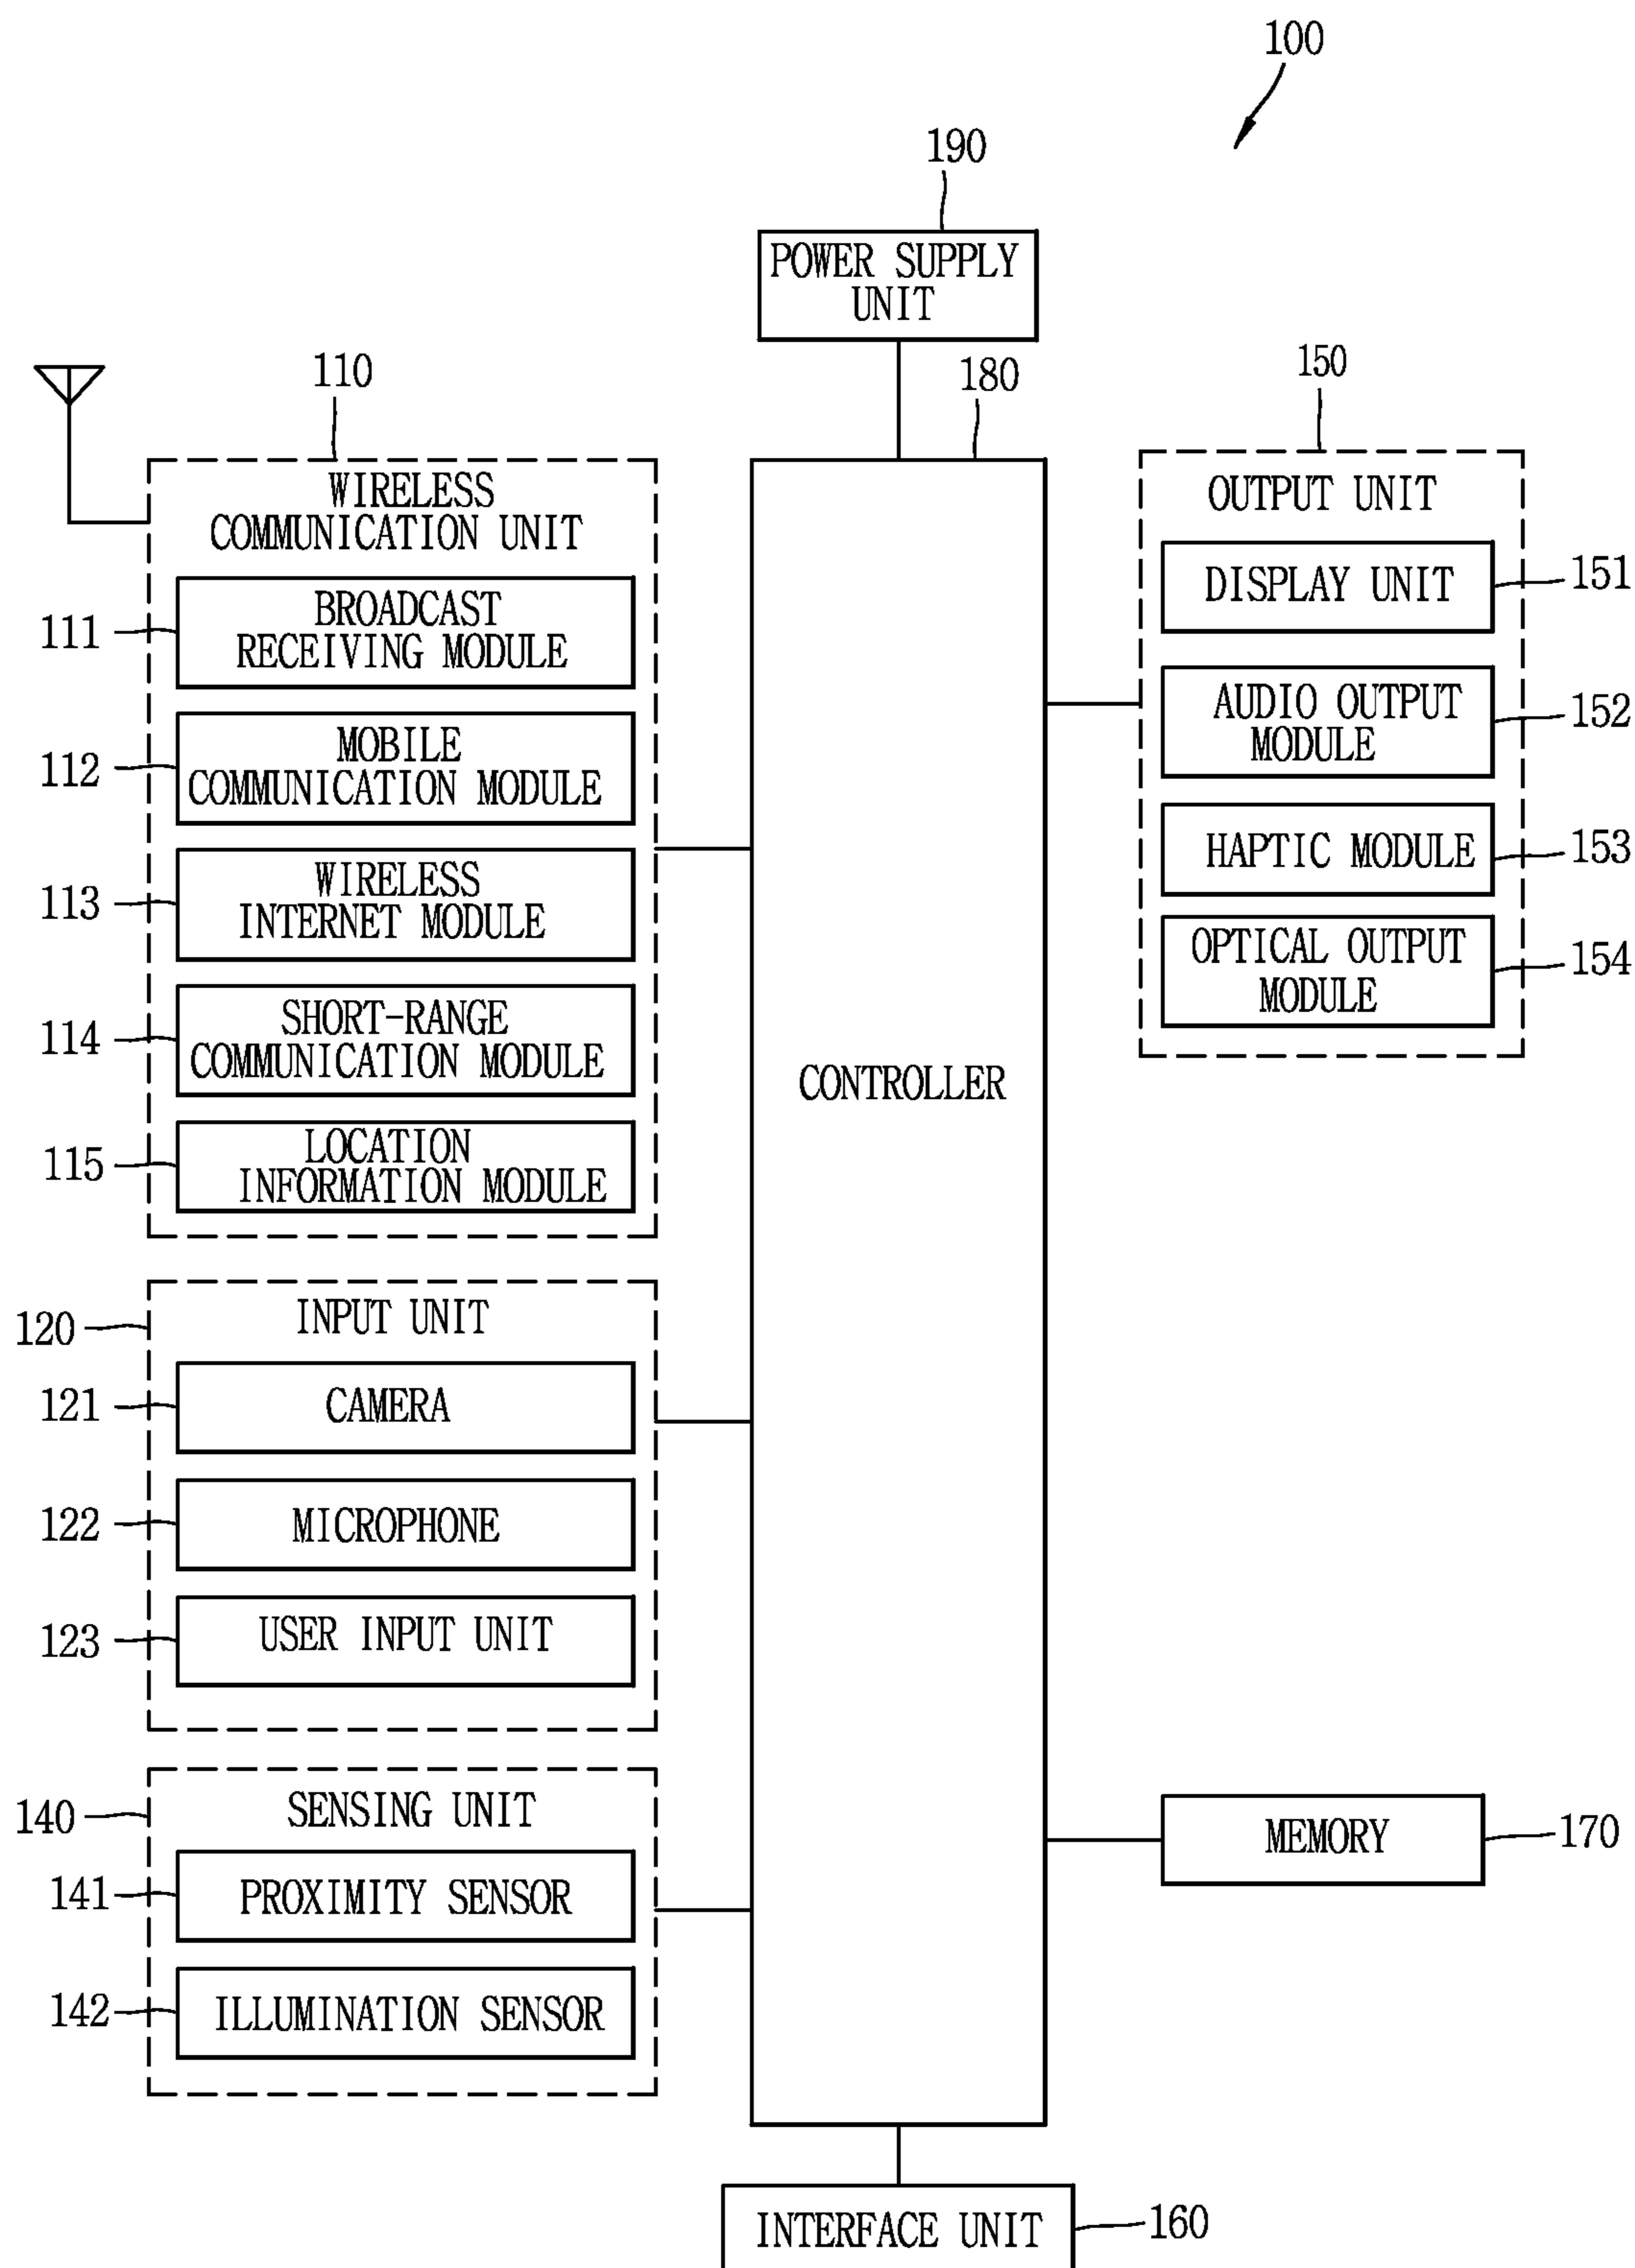 100
190
POWER SUPPLY
UNIT
110
180
150
WIRELESS
COMMUNICATION UNIT
111
BROADCAST
RECEIVING MODULE
112
MOBILE
COMMUNICATION MODULE
113
WIRELESS
INTERNET MODULE
114
SHORT-RANGE
COMMUNICATION MODULE
115
LOCATION
INFORMATION MODULE
120
INPUT UNIT
121
CAMERA
122
MICROPHONE
123
USER INPUT UNIT
140
SENSING UNIT
141
PROXIMITY SENSOR
142
ILLUMINATION SENSOR
CONTROLLER
OUTPUT UNIT
DISPLAY UNIT
151
AUDIO OUTPUT
MODULE
152
HAPTIC MODULE
153
OPTICAL OUTPUT
MODULE
154
MEMORY
170
INTERFACE UNIT
160